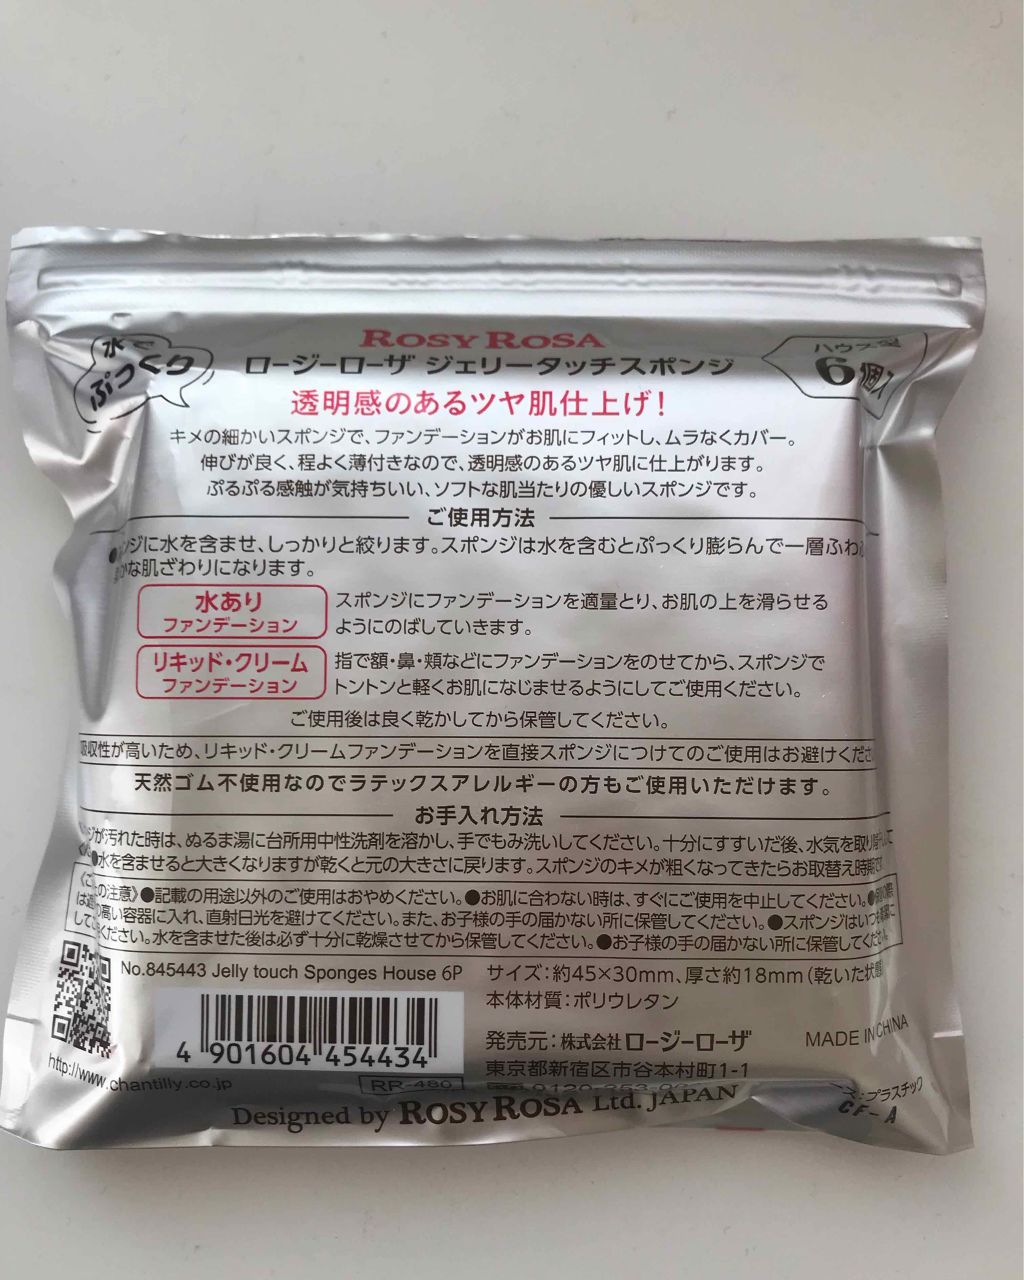 ROSY ROSA
水で
ぷっくり
ロージーローザ ジェリータッチスポンジ
ハウス型
6個入
透明感のあるツヤ肌仕上げ!
キメの細かいスポンジで、ファンデーションがお肌にフィットし、ムラなくカバー。
伸びが良く、程よく薄付きなので、透明感のあるツヤ肌に仕上がります。
ぷるぷる感触が気持ちいい、ソフトな肌当たりの優しいスポンジです。
ご使用方法
●ンジに水を含ませ、しっかりと絞ります。スポンジは水を含むとぷっくり膨らんで一層ふわ
かな肌ざわりになります。
水あり
ファンデーション
スポンジにファンデーションを適量とり、お肌の上を滑らせる
ようにのばしていきます。
リキッド・クリーム
ファンデーション
指で額・鼻・頬などにファンデーションをのせてから、スポンジで
トントンと軽くお肌になじませるようにしてご使用ください。
ご使用後は良く乾かしてから保管してください。
吸収性が高いため、リキッド・クリームファンデーションを直接スポンジにつけてのご使用はお避けくださ
天然ゴム不使用なのでラテックスアレルギーの方もご使用いただけます。
お手入れ方法
ジが汚れた時は、ぬるま湯に台所用中性洗剤を溶かし、手でもみ洗いしてください。十分にすすいだ後、水気を取り
●水を含ませると大きくなりますが乾くと元の大きさに戻ります。スポンジのキメが粗くなってきたらお取替え時期で
の注意》●記載の用途以外のご使用はおやめください。●お肌に合わない時は、すぐにご使用を中止してください。●
の高い容器に入れ、直射日光を避けてください。また、お子様の手の届かない所に保管してください。●スポンジはいつも
ください。水を含ませた後は必ず十分に乾燥させてから保管してください。●お子様の手の届かない所に保管してください。
No.845443 Jelly touch Sponges House 6P
サイズ:約45×30mm、厚さ約18mm(乾いた状態)
本体材質:ポリウレタン
4 901604 454434
発売元:株式会社ロージーローザ
MADE IN CHINA
東京都新宿区市谷本村町1-1
http://www.chantilly.co.jp
RR-480
0120-253-
:プラスチック
CF-A
Designed by ROSY ROSA Ltd. JAPAN